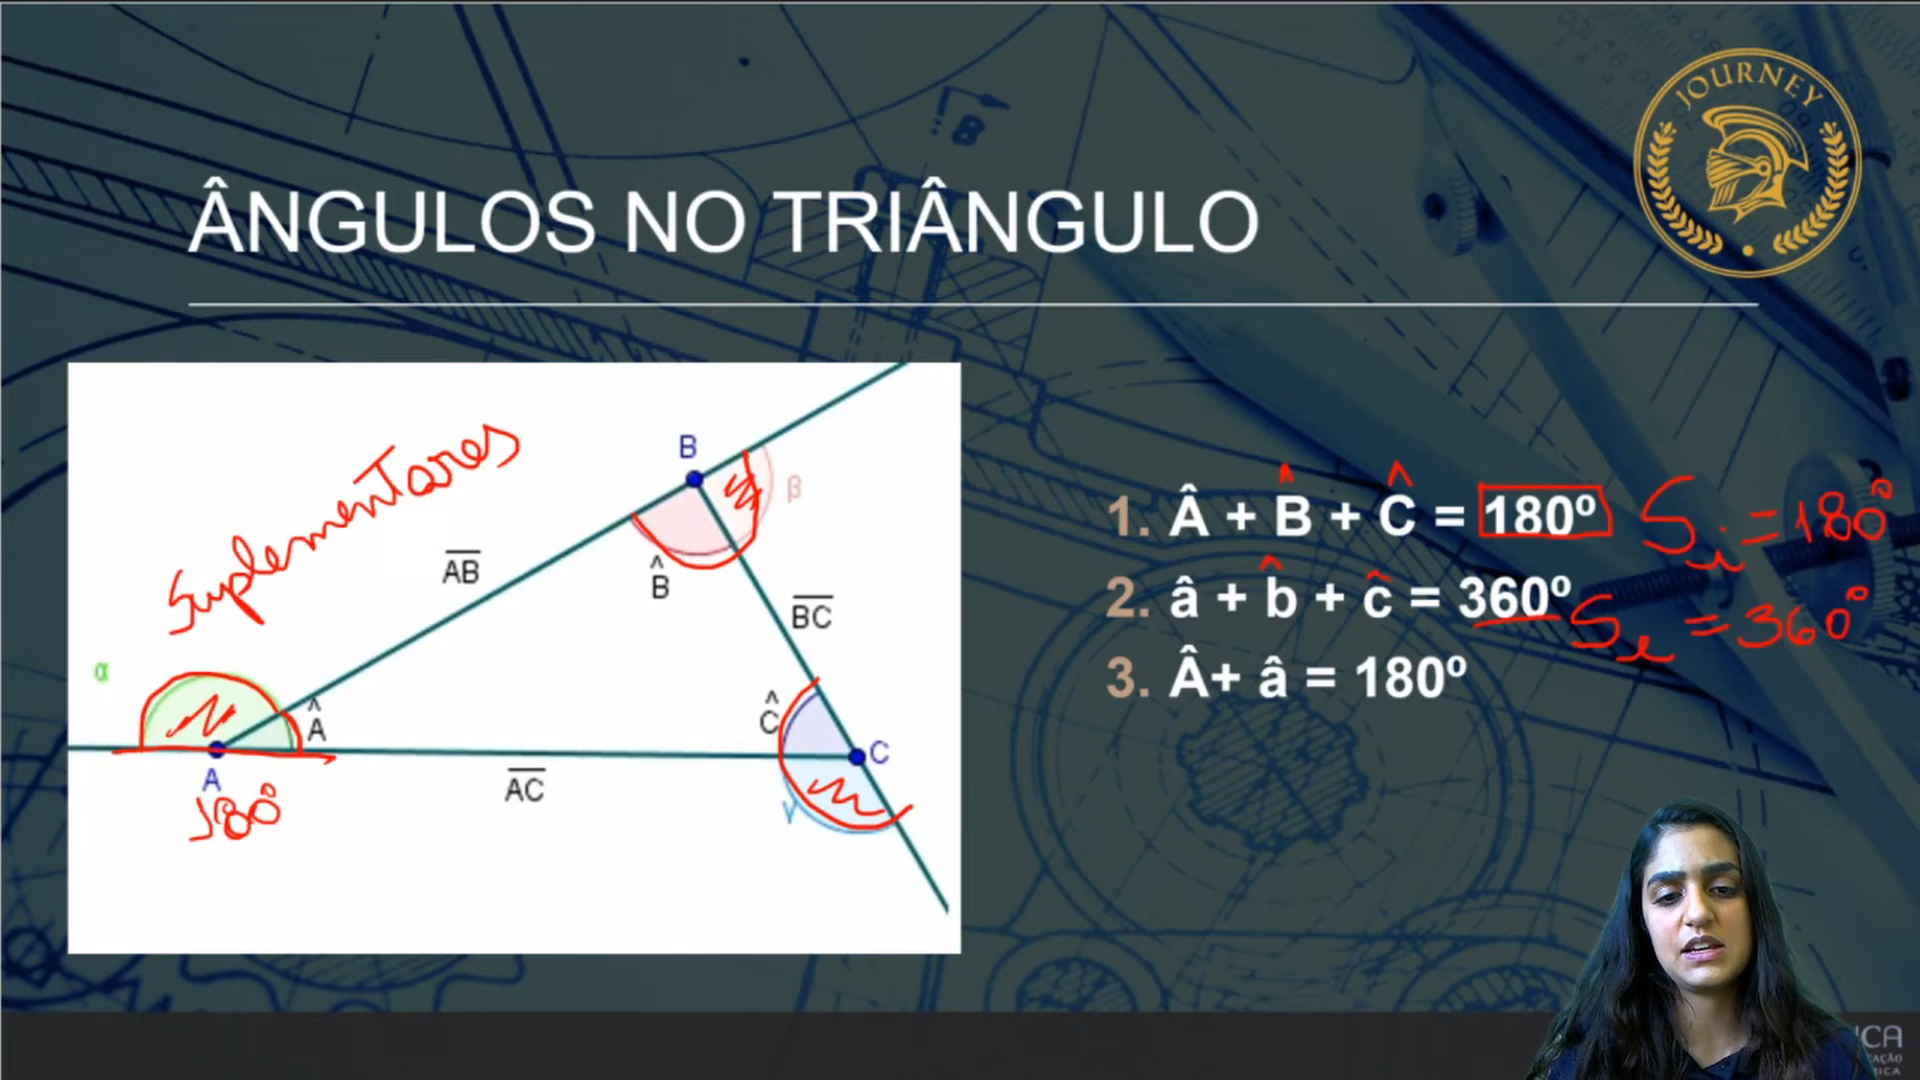 JOURNEY
B
ÂNGULOS NO TRIÂNGULO
Suplementares
B
β
AB
B̂
BC
α
Â
Ĉ
C
A
AC
γ
180°
1. Â + B̂ + Ĉ = 180º Si = 180°
2. â + b̂ + ĉ = 360º Se = 360°
3. Â+ â = 180º